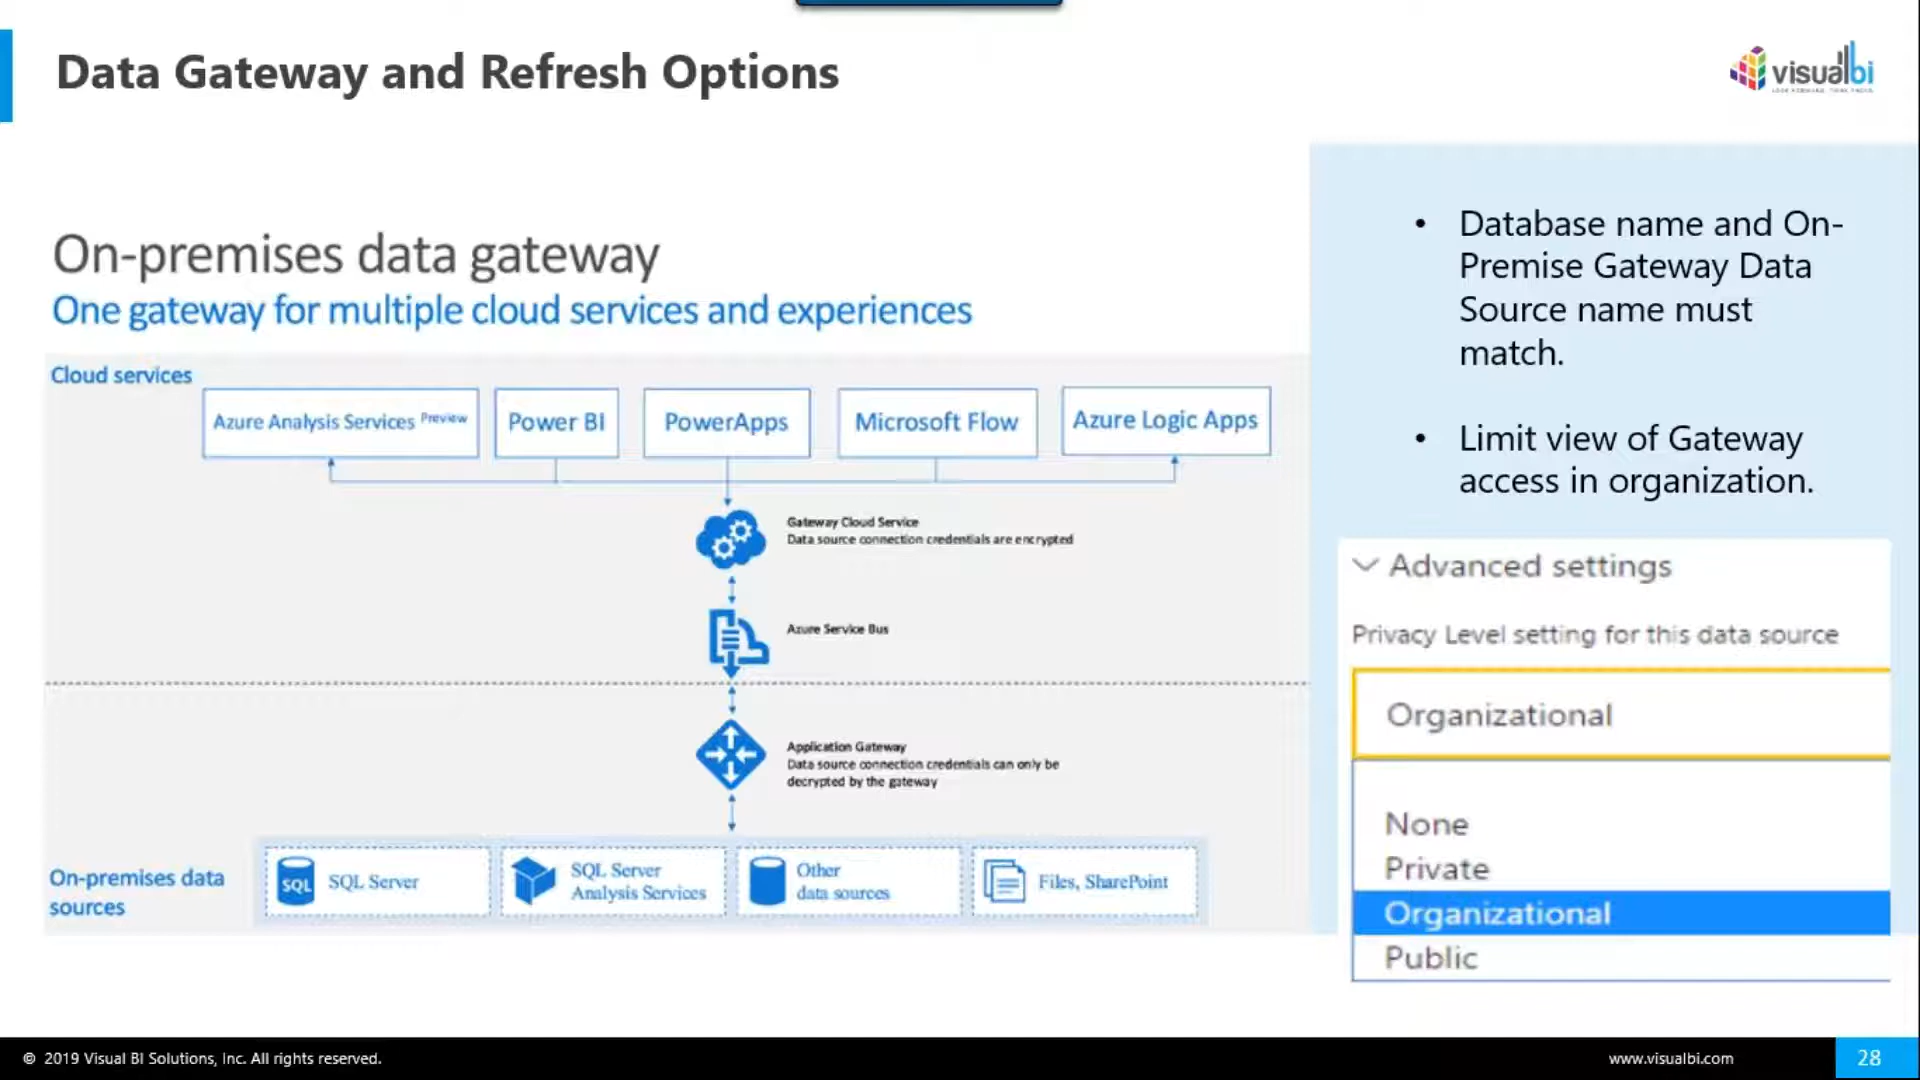 Data Gateway and Refresh Options
visualbi
On-premises data gateway
One gateway for multiple cloud services and experiences
Cloud services
Azure Analysis Services Preview
Power BI
PowerApps
Microsoft Flow
Azure Logic Apps
Gateway Cloud Service
Data source connection credentials are encrypted
Azure Service Bus
Application Gateway
Data source connection credentials can only be
decrypted by the gateway
On-premises data
sources
SQL
SQL Server
SQL Server
Analysis Services
Other
data sources
Files, SharePoint
• Database name and On-
Premise Gateway Data
Source name must
match.
• Limit view of Gateway
access in organization.
Advanced settings
Privacy Level setting for this data source
Organizational
None
Private
Organizational
Public
© 2019 Visual BI Solutions, Inc. All rights reserved.
www.visualbi.com
28